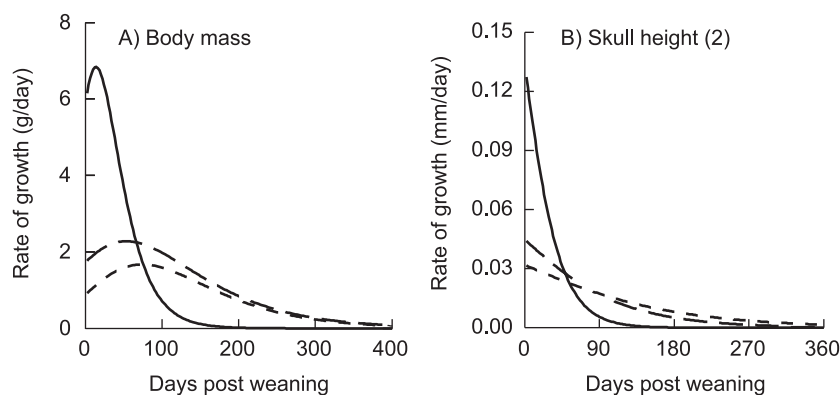 A) Body mass
Rate of growth (g/day)
8
6
4
2
0
0 100 200 300 400
Days post weaning
B) Skull height (2)
Rate of growth (mm/day)
0.15
0.12
0.09
0.06
0.03
0.00
0 90 180 270 360
Days post weaning